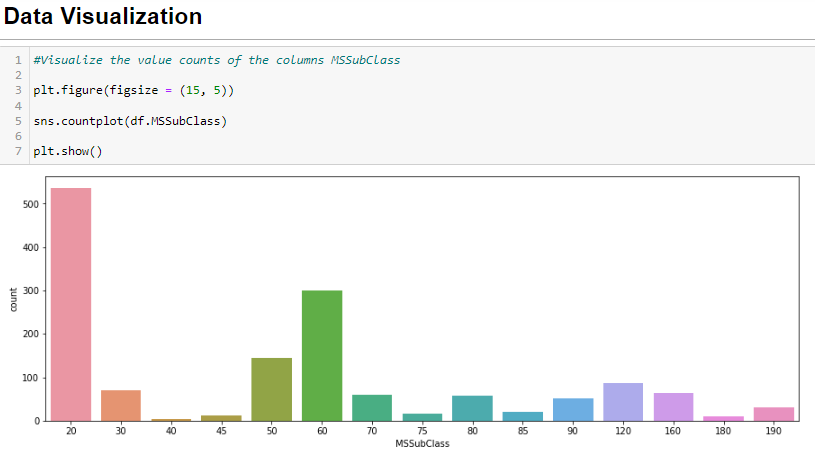 Data Visualization
1 #Visualize the value counts of the columns MSSubClass
2
3 plt.figure(figsize = (15, 5))
4
5 sns.countplot(df.MSSubClass)
6
7 plt.show()
500
400
300
200
100
0
count
20 30 40 45 50 60 70 75 80 85 90 120 160 180 190
MSSubClass